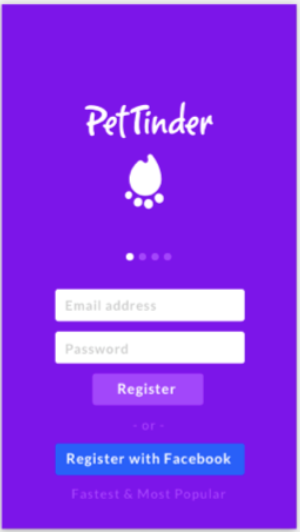 PetTinder
Email address
Password
Register
- or -
Register with Facebook
Fastest & Most Popular